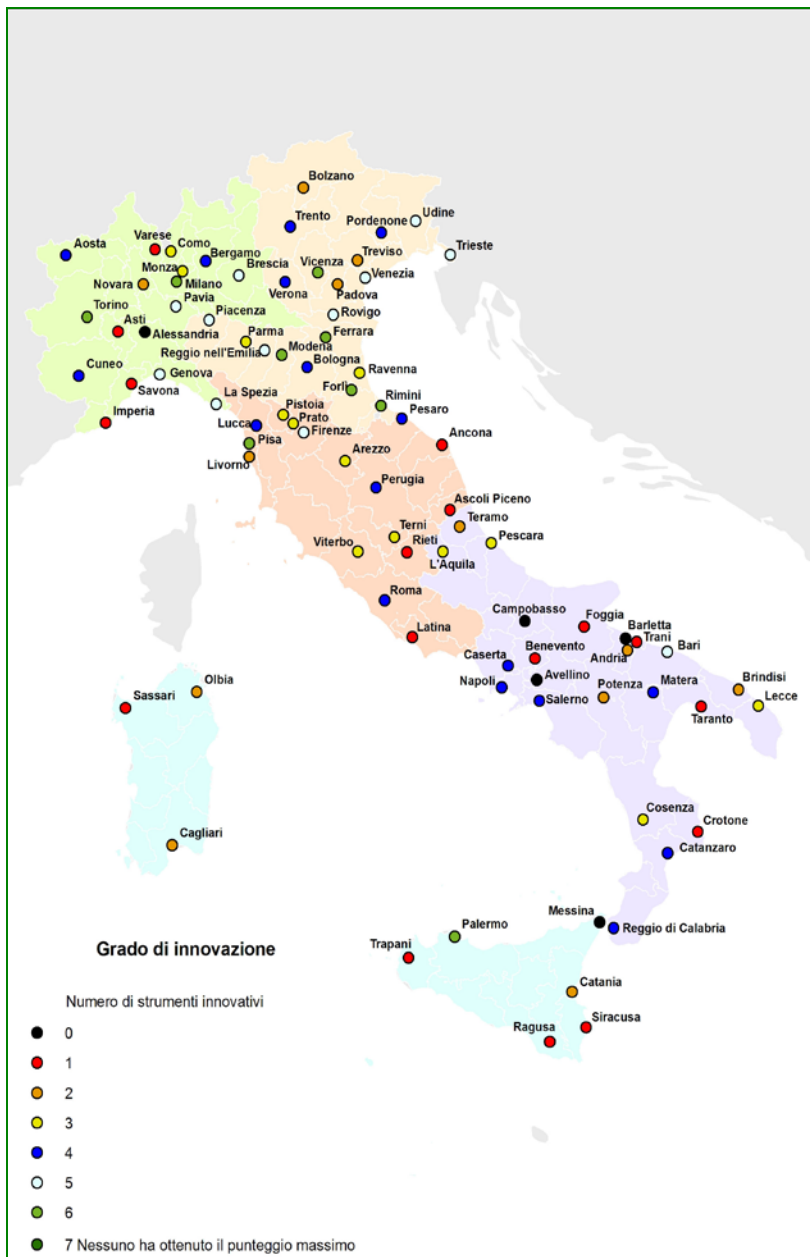 Bolzano
Trento
Pordenone
Udine
Aosta
Varese
Como
Bergamo
Treviso
Trieste
Monza
Brescia
Vicenza
Venezia
Novara
Milano
Verona
Padova
Torino
Pavia
Piacenza
Rovigo
Asti
Alessandria
Parma
Ferrara
Reggio nell'Emilia
Modena
Bologna
Cuneo
Genova
Ravenna
Savona
La Spezia
Forlì
Rimini
Imperia
Pistoia
Pesaro
Lucca
Prato
Firenze
Pisa
Arezzo
Ancona
Livorno
Perugia
Ascoli Piceno
Teramo
Terni
Pescara
Viterbo
Rieti
L'Aquila
Roma
Campobasso
Foggia
Barletta
Latina
Trani
Benevento
Bari
Caserta
Andria
Avellino
Napoli
Potenza
Matera
Brindisi
Salerno
Lecce
Taranto
Olbia
Sassari
Cagliari
Cosenza
Crotone
Catanzaro
Messina
Reggio di Calabria
Palermo
Trapani
Catania
Siracusa
Ragusa
Grado di innovazione
Numero di strumenti innovativi
0
1
2
3
4
5
6
7 Nessuno ha ottenuto il punteggio massimo